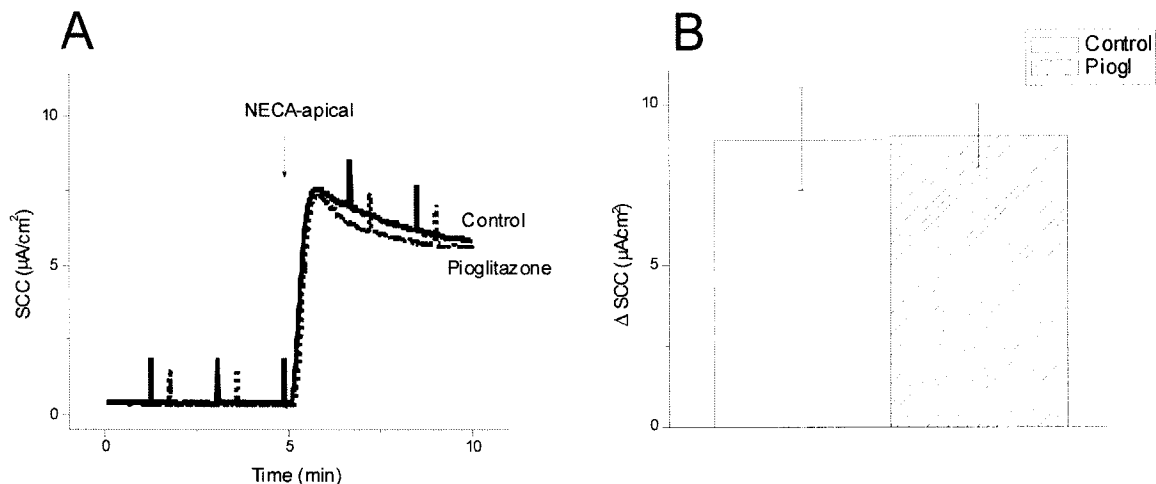 A
10
5
0
SCC (μA/cm²)
NECA-apical
Control
Pioglitazone
0
5
10
Time (min)
B
Control
Piogl
10
5
0
Δ SCC (μA/cm²)